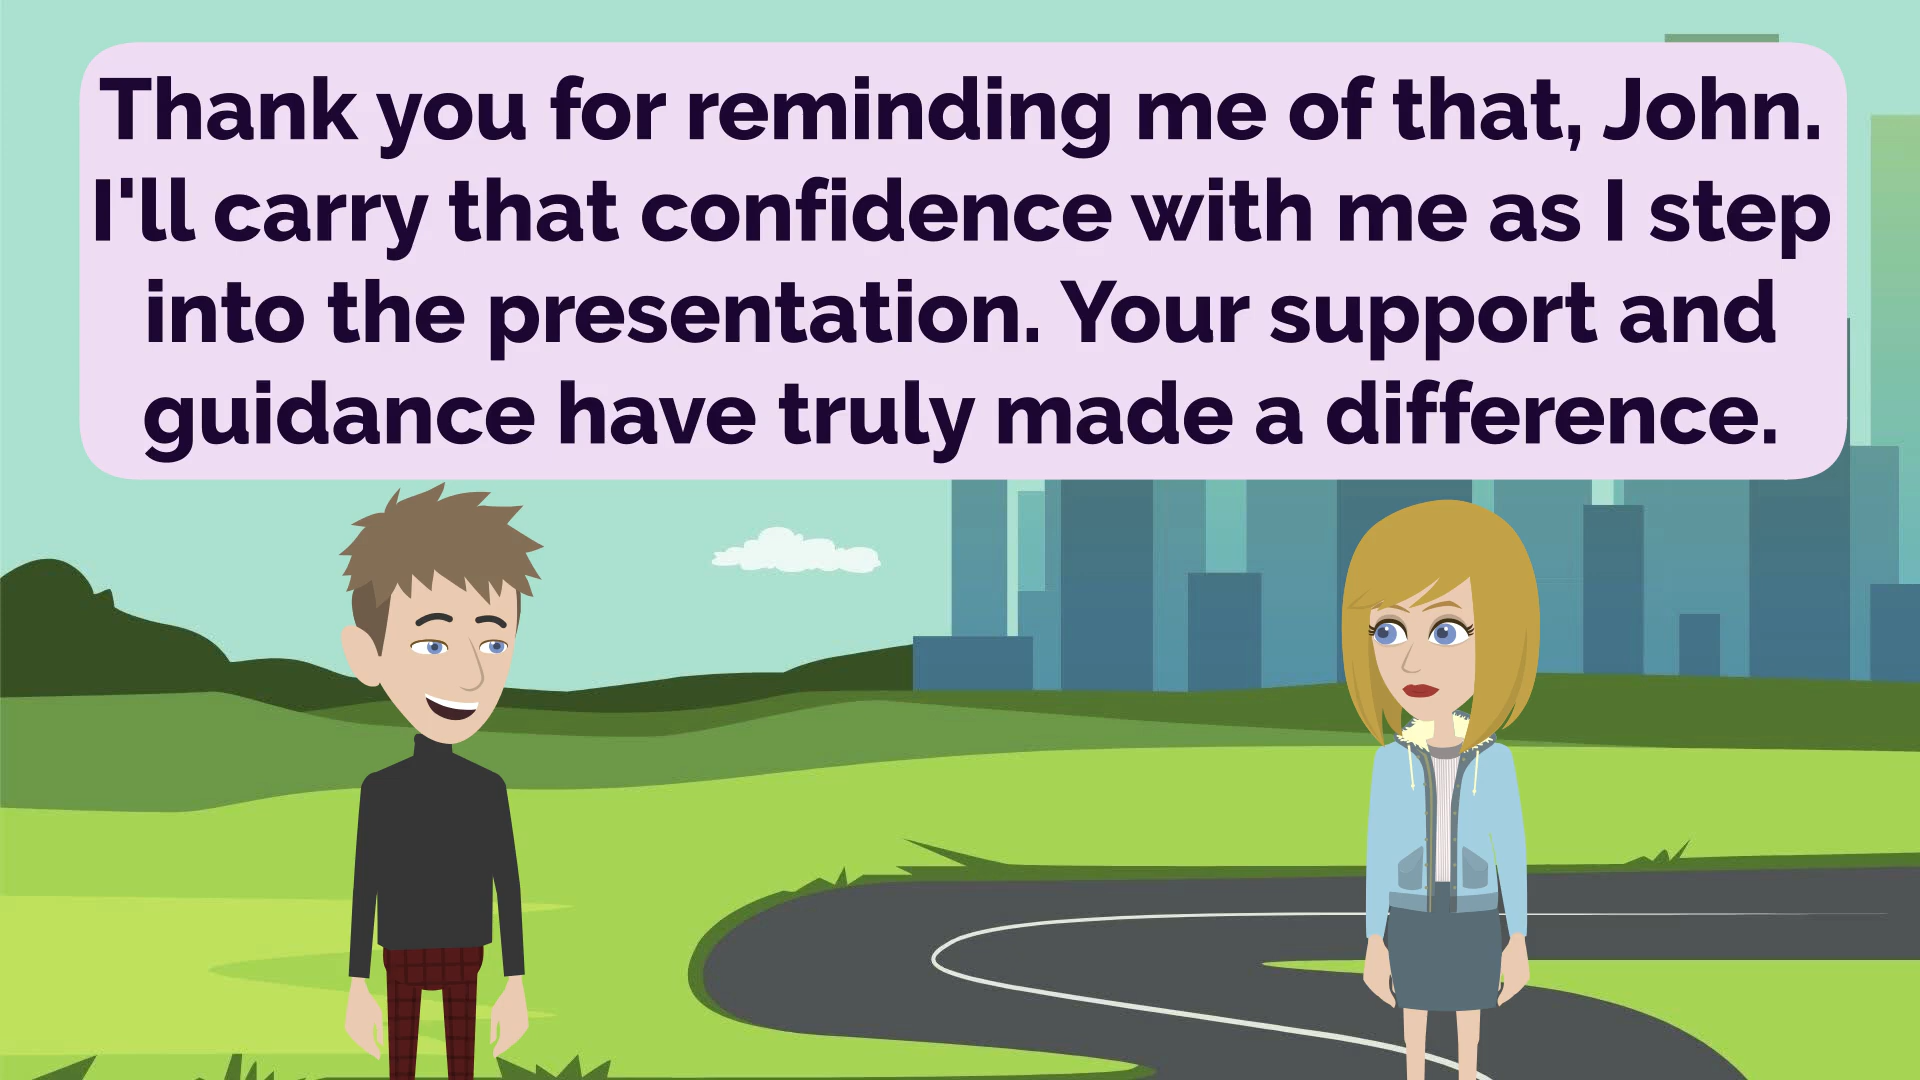 Thank you for reminding me of that, John.
I'll carry that confidence with me as I step
into the presentation. Your support and
guidance have truly made a difference.